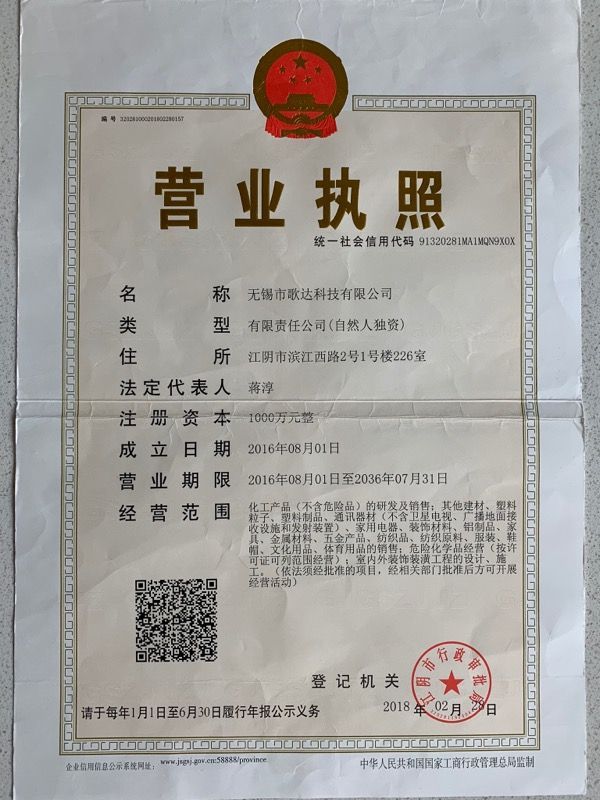 编 号 320281000201802280157
营业执照
统一社会信用代码 91320281MA1MQN9X0X
名 称 无锡市歌达科技有限公司
类 型 有限责任公司(自然人独资)
住 所 江阴市滨江西路2号1号楼226室
法定代表人 蒋淳
注册资本 1000万元整
成立日期 2016年08月01日
营业期限 2016年08月01日至2036年07月31日
经营范围 化工产品（不含危险品）的研发及销售；其他建材、塑料
粒子、塑料制品、通讯器材（不含卫星电视、广播地面接
收设施和发射装置）、家用电器、装饰材料、铝制品、家
具、金属材料、五金产品、纺织品、纺织原料、服装、鞋
帽、文化用品、体育用品的销售；危险化学品经营（按许
可证可列范围经营）；室内外装饰装潢工程的设计、施
工。（依法须经批准的项目，经相关部门批准后方可开展
经营活动）
登记机关
江阴市行政审批局
2018 年 02月 28日
请于每年1月1日至6月30日履行年报公示义务
企业信用信息公示系统网址： www.jsgsj.gov.cn:58888/province
中华人民共和国国家工商行政管理总局监制